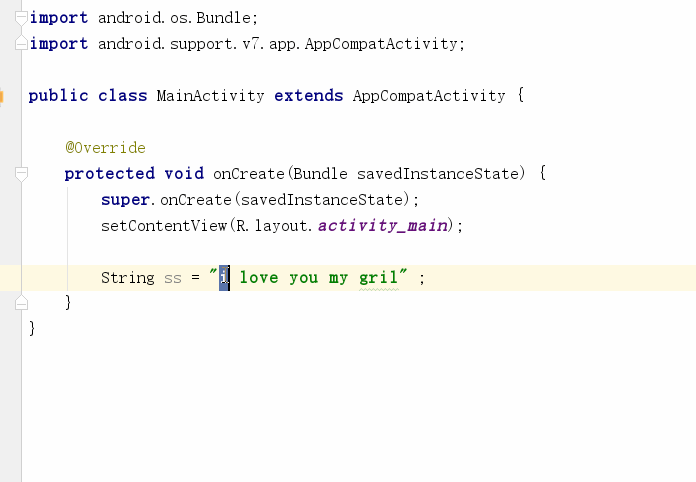 import android.os.Bundle;
import android.support.v7.app.AppCompatActivity;
public class MainActivity extends AppCompatActivity {
@Override
protected void onCreate(Bundle savedInstanceState) {
super.onCreate(savedInstanceState);
setContentView(R.layout.activity_main);
String ss = "i love you my gril" ;
}
}